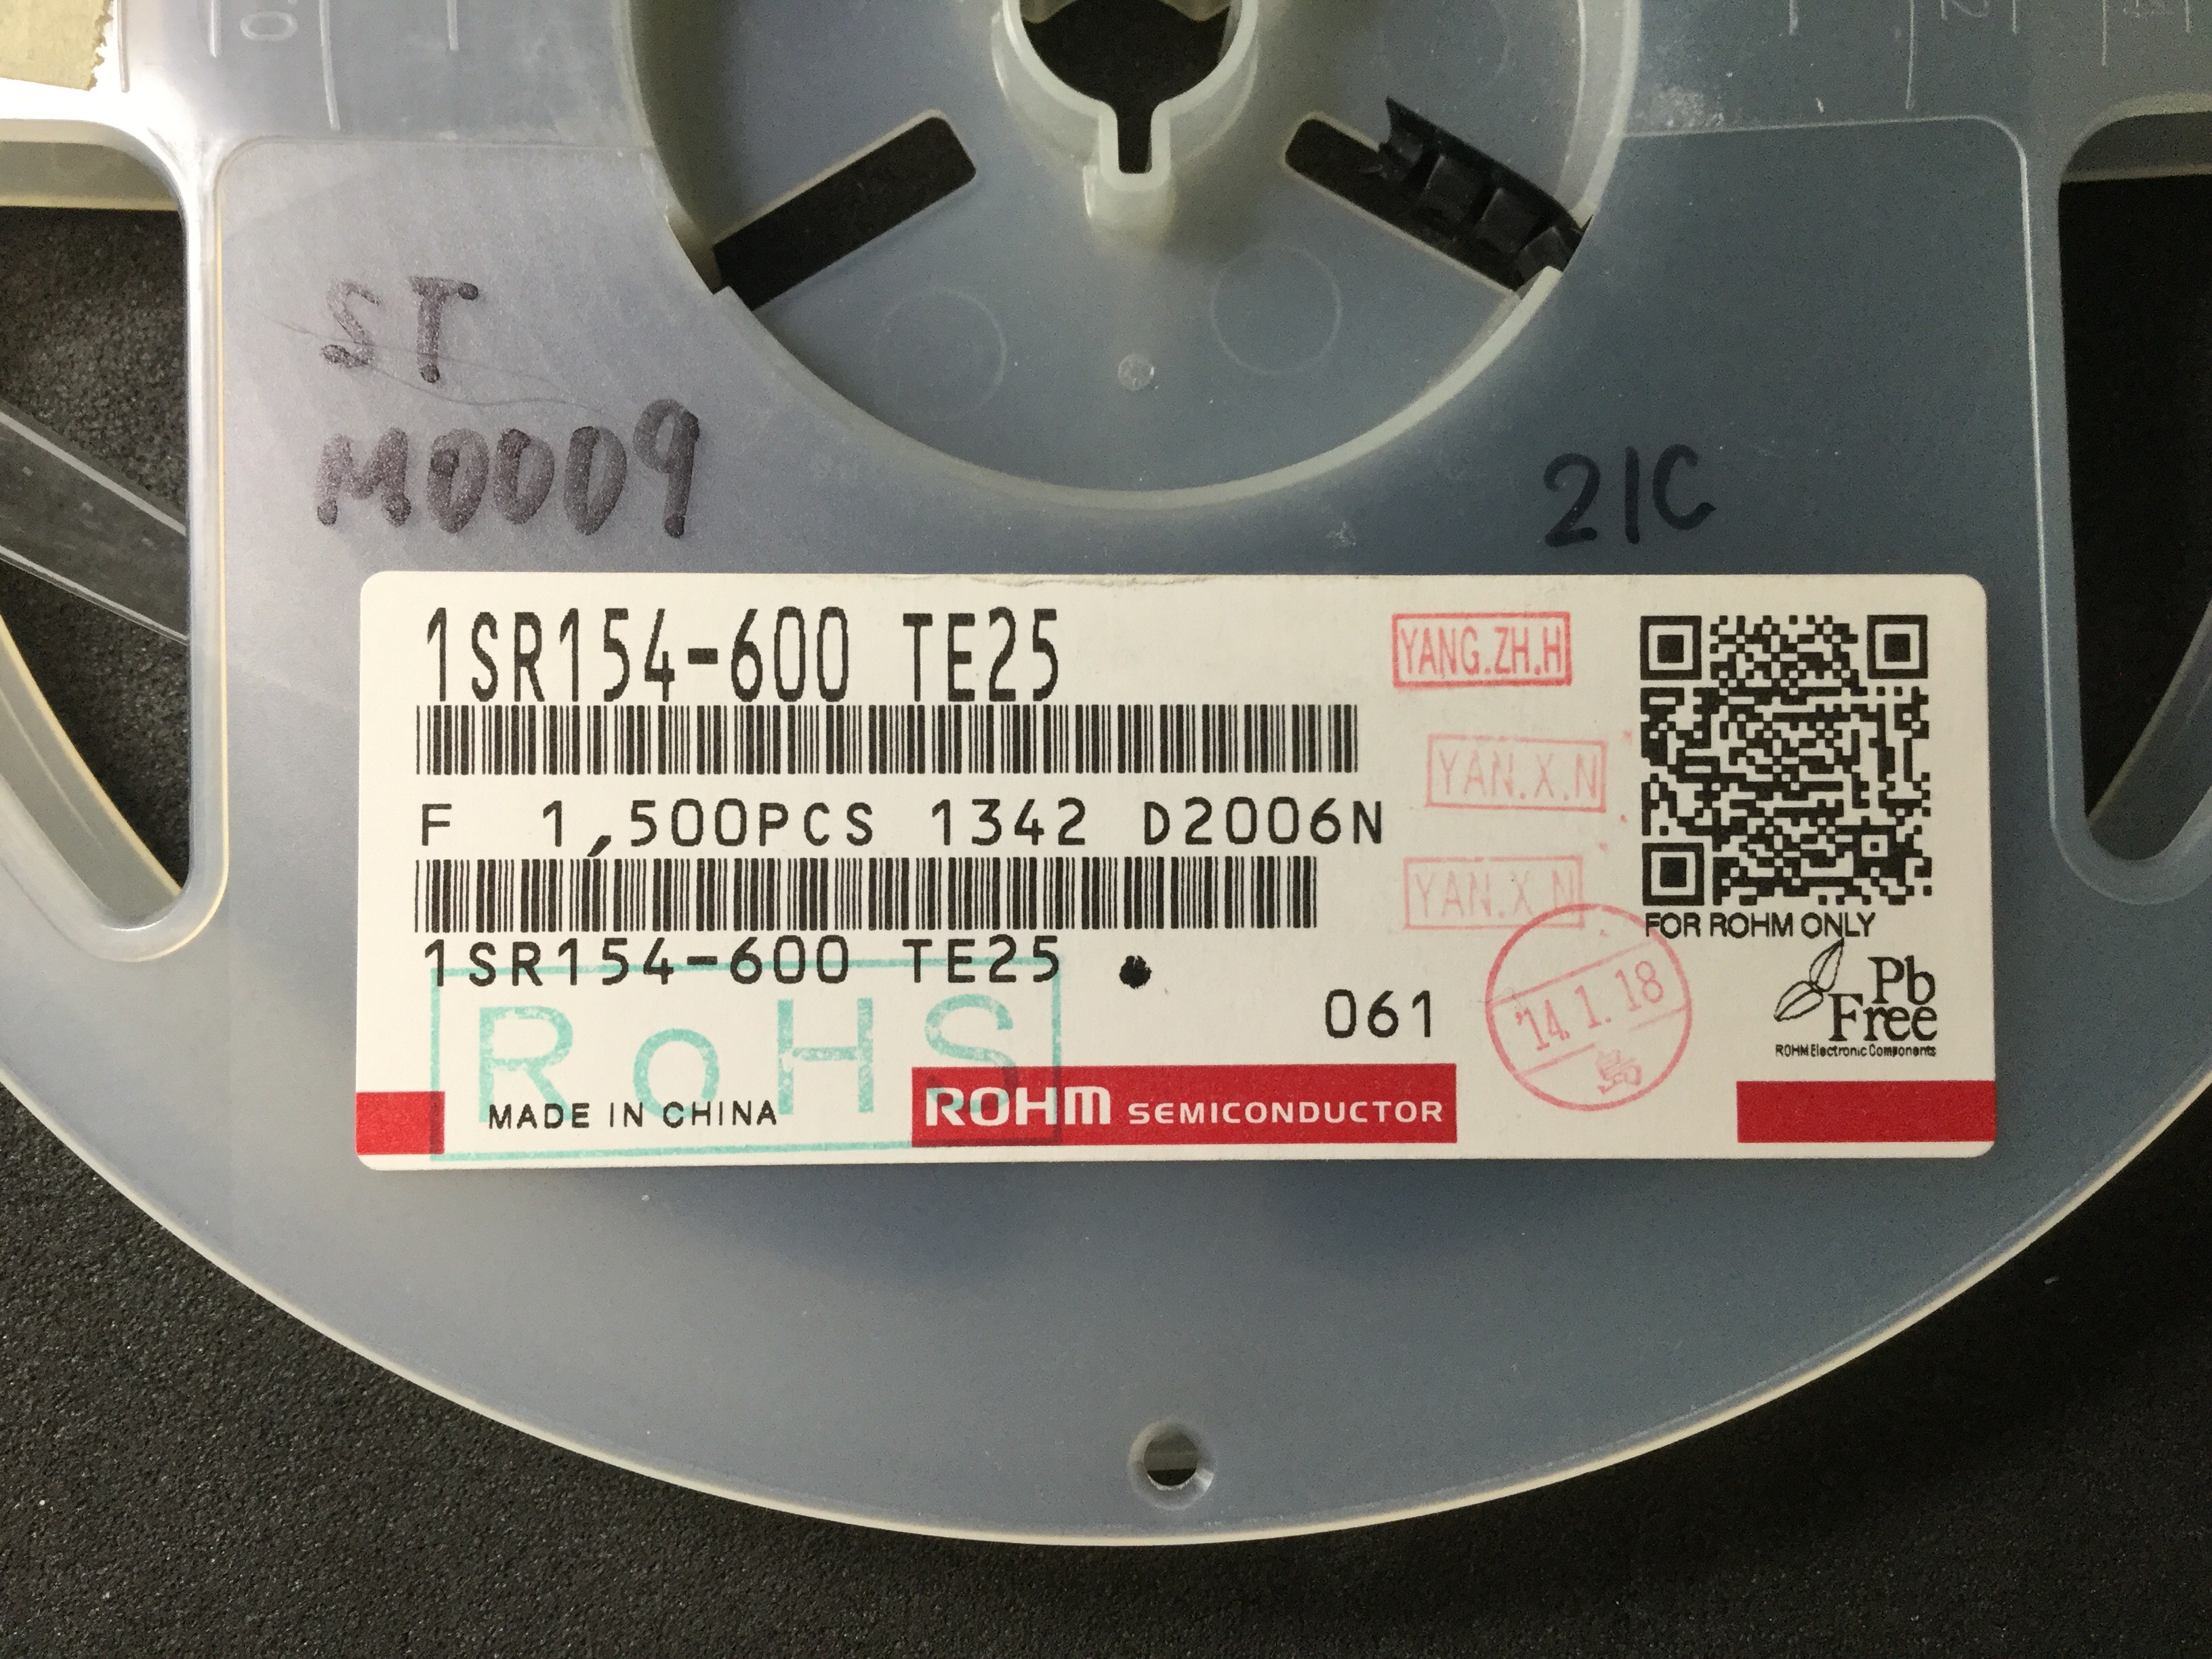 ST
M0009
21C
1SR154-600 TE25
YANG.ZH.H
YAN.X.N
F 1,500PCS 1342 D2006N
YAN.X.N
FOR ROHM ONLY
1SR154-600 TE25
RoHS
061
'14.1.18
島
Pb
Free
ROHM Electronic Components
MADE IN CHINA
ROHM SEMICONDUCTOR